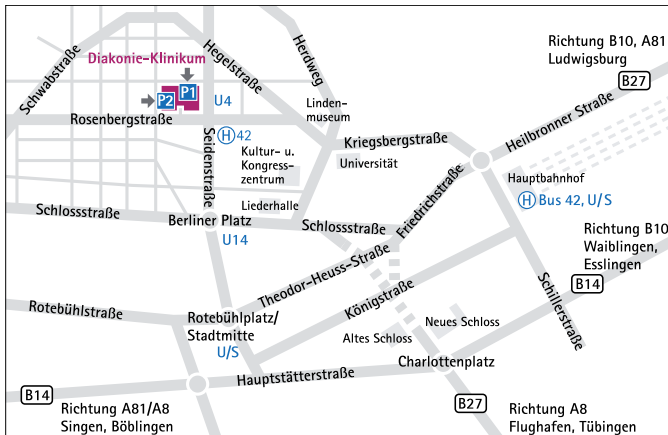 Schwabstraße
Diakonie-Klinikum
P1
P2
Hegelstraße
Herdweg
Linden-
museum
U4
Rosenbergstraße
Seidenstraße
H 42
Kultur- u.
Kongress-
zentrum
Liederhalle
Kriegsbergstraße
Universität
Richtung B10, A81
Ludwigsburg
B27
Heilbronner Straße
Hauptbahnhof
H Bus 42, U/S
Friedrichstraße
Schlossstraße
Berliner Platz
U14
Schlossstraße
Richtung B10
Waiblingen,
Esslingen
B14
Schillerstraße
Theodor-Heuss-Straße
Königstraße
Rotebühlstraße
Rotebühlplatz/
Stadtmitte
U/S
Altes Schloss
Neues Schloss
Charlottenplatz
Hauptstätterstraße
B14
Richtung A81/A8
Singen, Böblingen
B27
Richtung A8
Flughafen, Tübingen